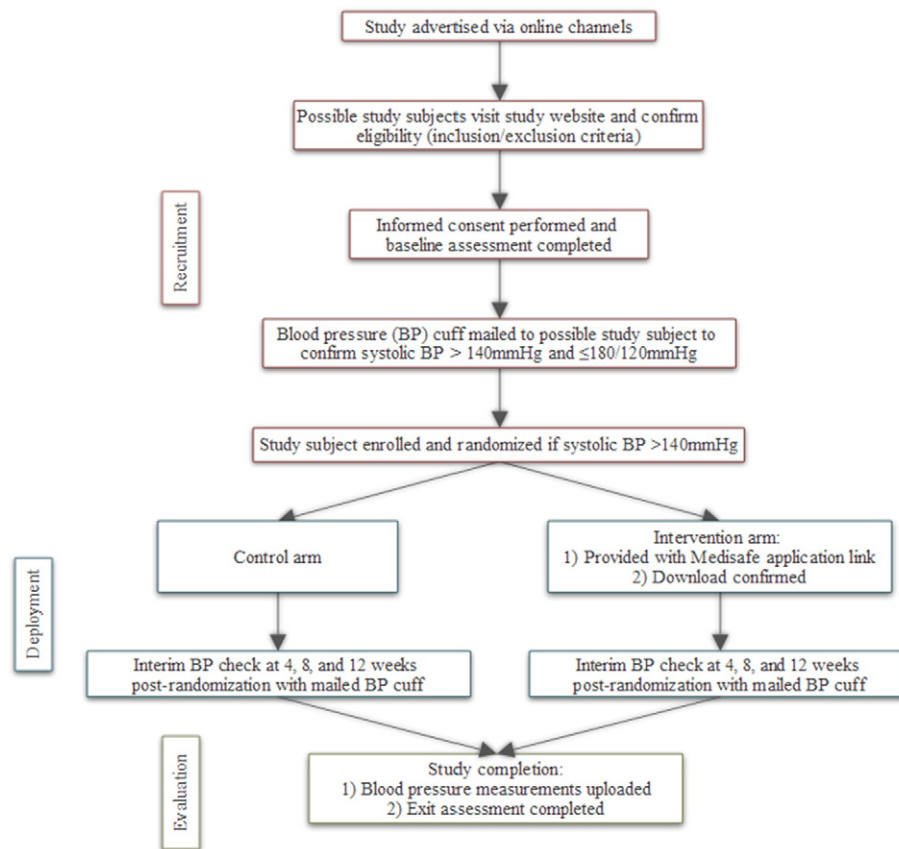 Study advertised via online channels
Possible study subjects visit study website and confirm
eligibility (inclusion/exclusion criteria)
Recruitment
Informed consent performed and
baseline assessment completed
Blood pressure (BP) cuff mailed to possible study subject to
confirm systolic BP > 140mmHg and ≤180/120mmHg
Study subject enrolled and randomized if systolic BP >140mmHg
Deployment
Control arm
Intervention arm:
1) Provided with Medisafe application link
2) Download confirmed
Interim BP check at 4, 8, and 12 weeks
post-randomization with mailed BP cuff
Interim BP check at 4, 8, and 12 weeks
post-randomization with mailed BP cuff
Evaluation
Study completion:
1) Blood pressure measurements uploaded
2) Exit assessment completed